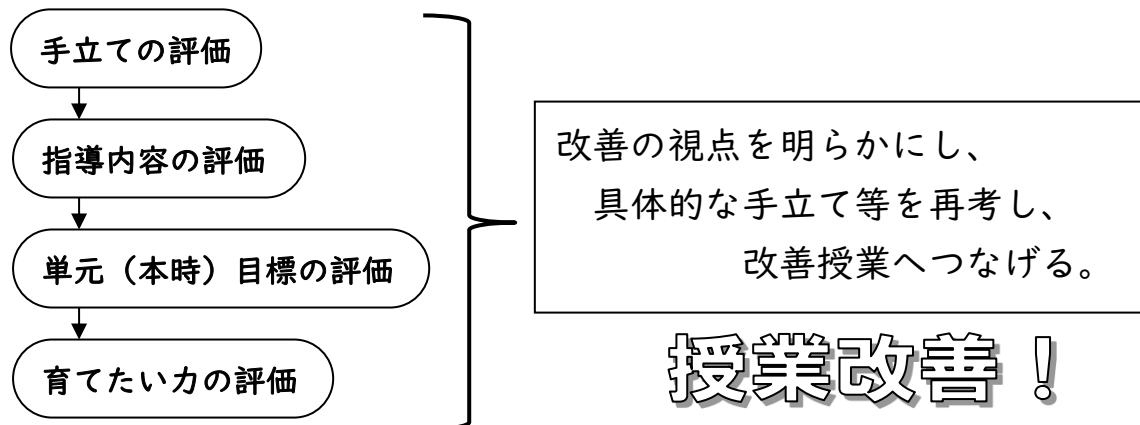 手立ての評価
指導内容の評価
単元（本時）目標の評価
育てたい力の評価
改善の視点を明らかにし、
具体的な手立て等を再考し、
改善授業へつなげる。
授業改善！